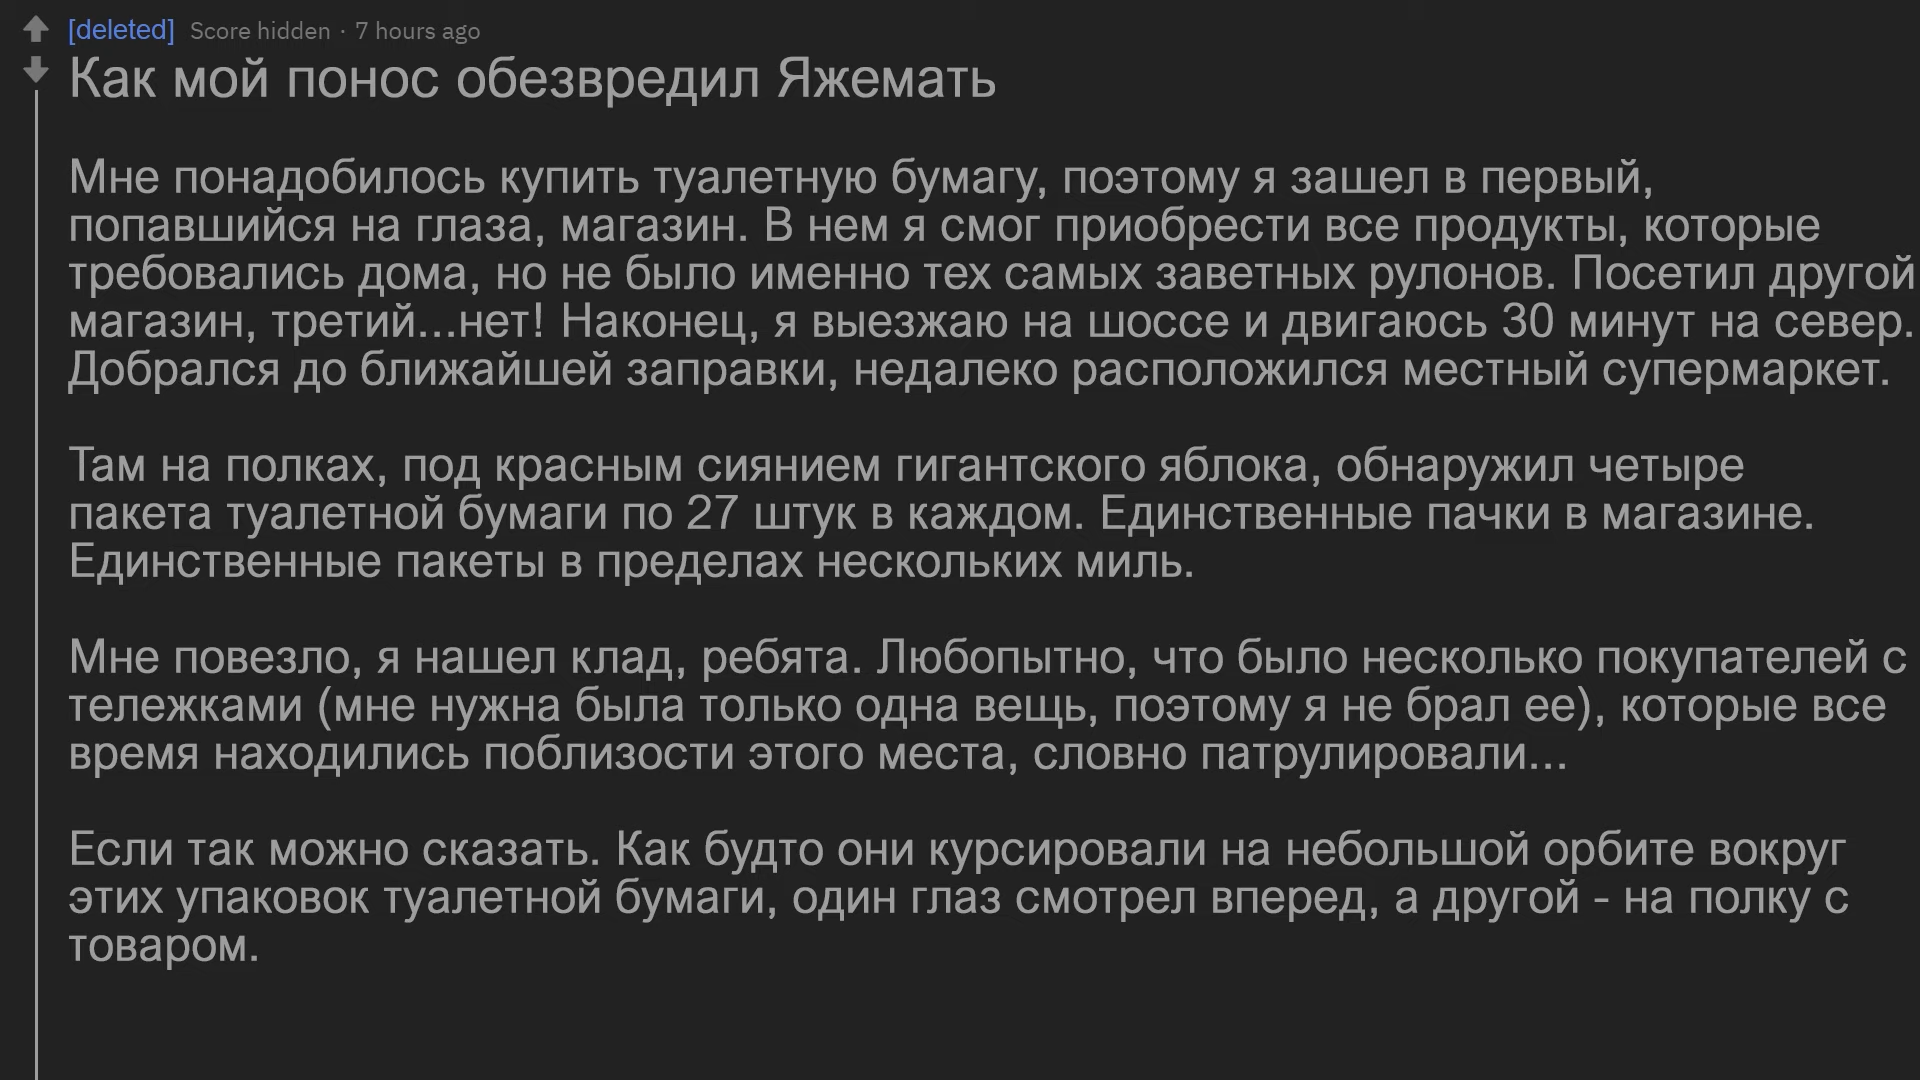 [deleted] Score hidden · 7 hours ago
Как мой понос обезвредил Яжемать
Мне понадобилось купить туалетную бумагу, поэтому я зашел в первый,
попавшийся на глаза, магазин. В нем я смог приобрести все продукты, которые
требовались дома, но не было именно тех самых заветных рулонов. Посетил другой
магазин, третий...нет! Наконец, я выезжаю на шоссе и двигаюсь 30 минут на север.
Добрался до ближайшей заправки, недалеко расположился местный супермаркет.
Там на полках, под красным сиянием гигантского яблока, обнаружил четыре
пакета туалетной бумаги по 27 штук в каждом. Единственные пачки в магазине.
Единственные пакеты в пределах нескольких миль.
Мне повезло, я нашел клад, ребята. Любопытно, что было несколько покупателей с
тележками (мне нужна была только одна вещь, поэтому я не брал ее), которые все
время находились поблизости этого места, словно патрулировали...
Если так можно сказать. Как будто они курсировали на небольшой орбите вокруг
этих упаковок туалетной бумаги, один глаз смотрел вперед, а другой - на полку с
товаром.